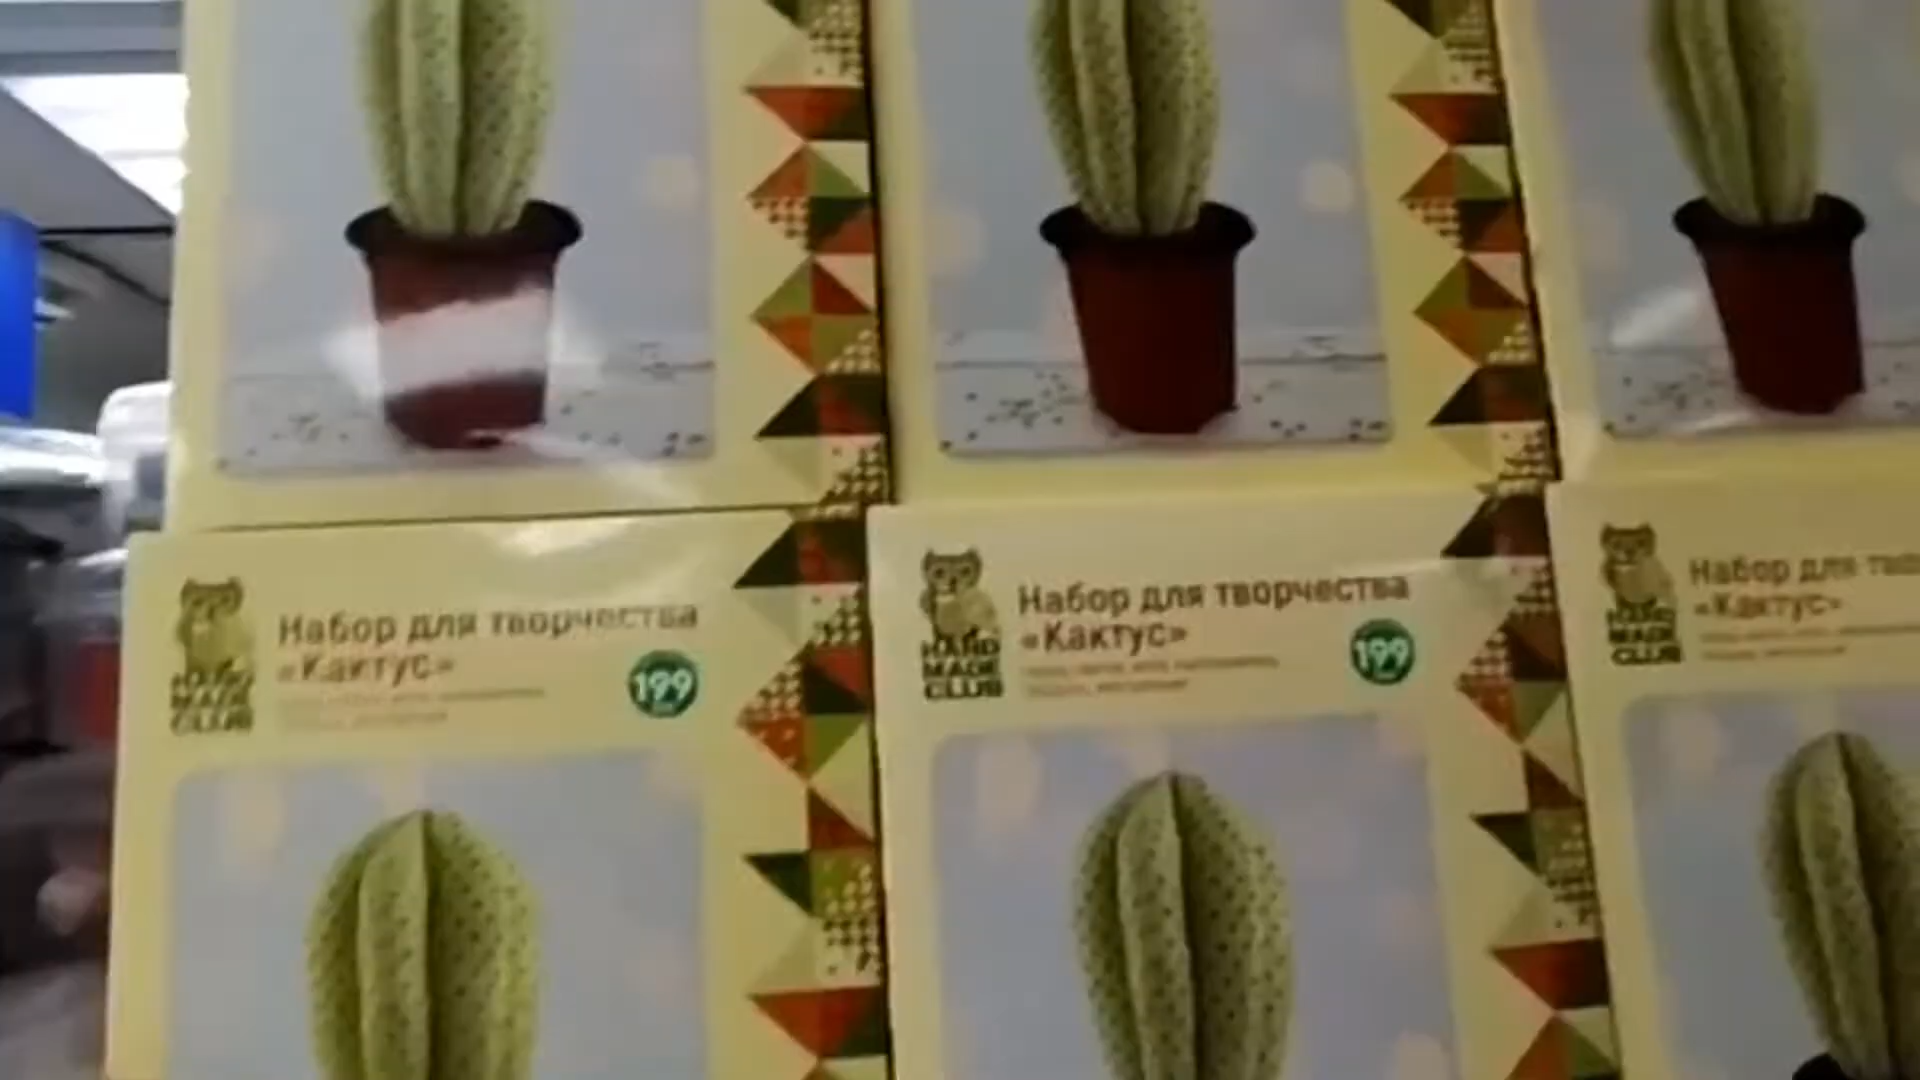 HAND
MADE
CLUB
Набор для творчества
«Кактус»
199
HAND
MADE
CLUB
Набор для творчества
«Кактус»
199
HAND
MADE
CLUB
Набор для
«Кактус»